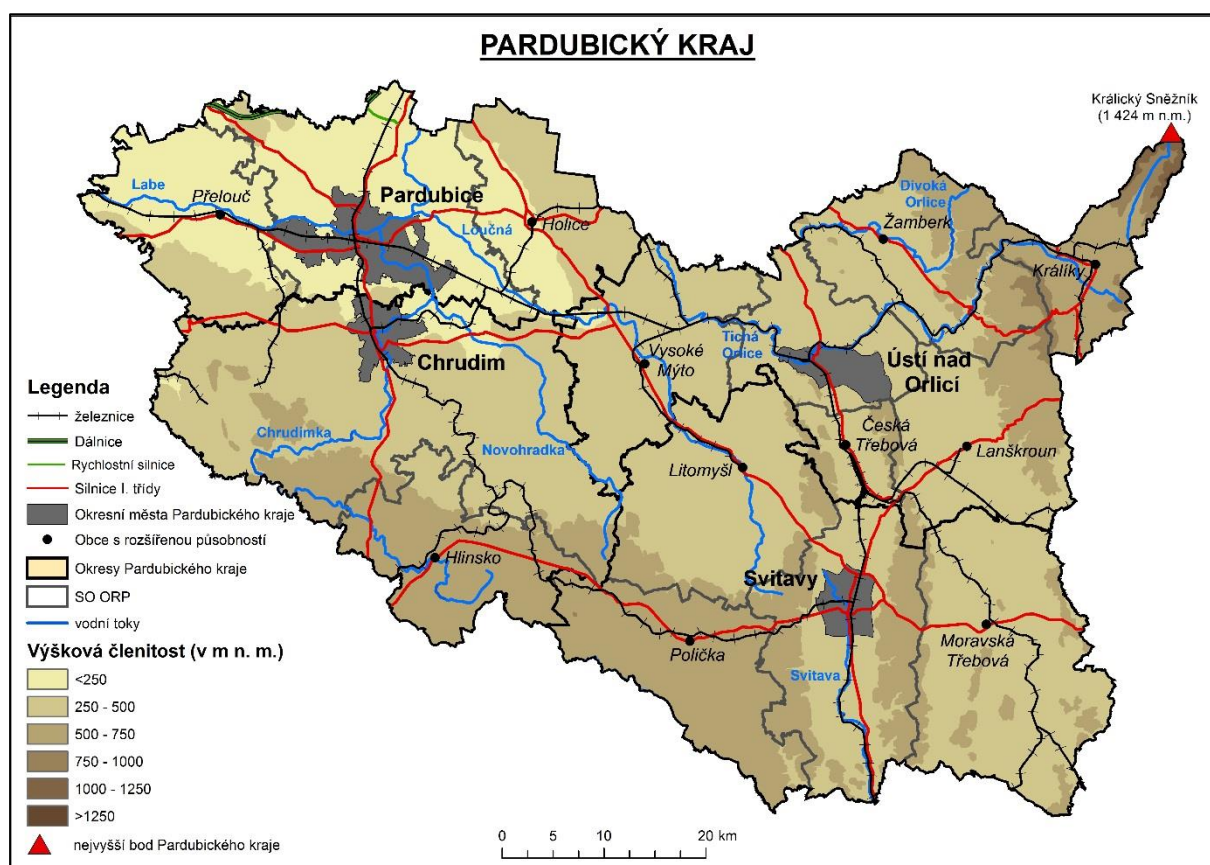 PARDUBICKÝ KRAJ
Králický Sněžník
(1 424 m n.m.)
Labe
Přelouč
Pardubice
Loučná
Holice
Divoká
Orlice
Žamberk
Králíky
Chrudim
Vysoké
Mýto
Tichá
Orlice
Ústí nad
Orlicí
Chrudimka
Novohradka
Litomyšl
Česká
Třebová
Lanškroun
Hlinsko
Svitavy
Polička
Moravská
Třebová
Svitava
Legenda
železnice
Dálnice
Rychlostní silnice
Silnice I. třídy
Okresní města Pardubického kraje
Obce s rozšířenou působností
Okresy Pardubického kraje
SO ORP
vodní toky
Výšková členitost (v m n. m.)
<250
250 - 500
500 - 750
750 - 1000
1000 - 1250
>1250
nejvyšší bod Pardubického kraje
0 5 10 20 km